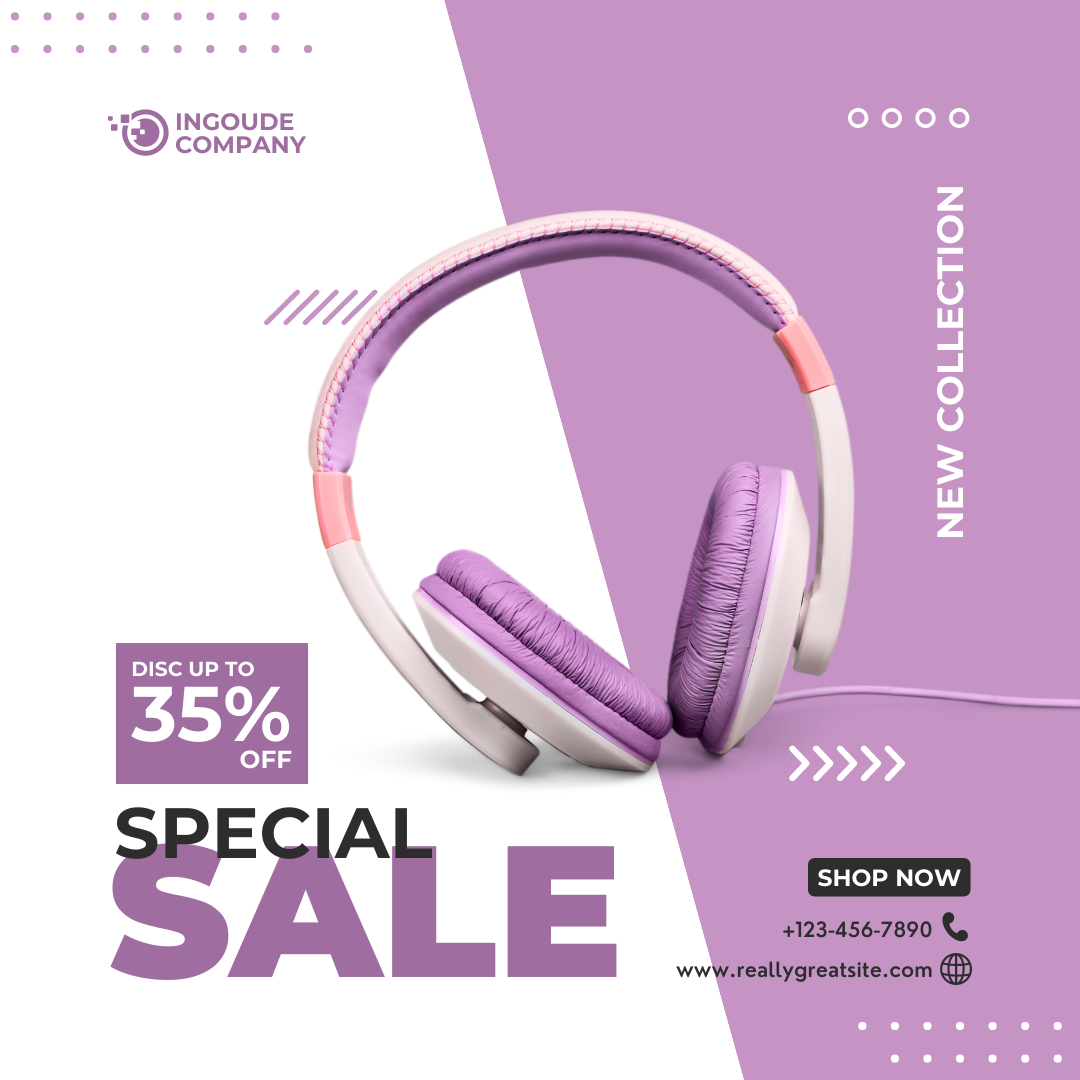 INGOUDE
COMPANY
NEW COLLECTION
DISC UP TO
35%
OFF
SPECIAL
SALE
SHOP NOW
+123-456-7890
www.reallygreatsite.com